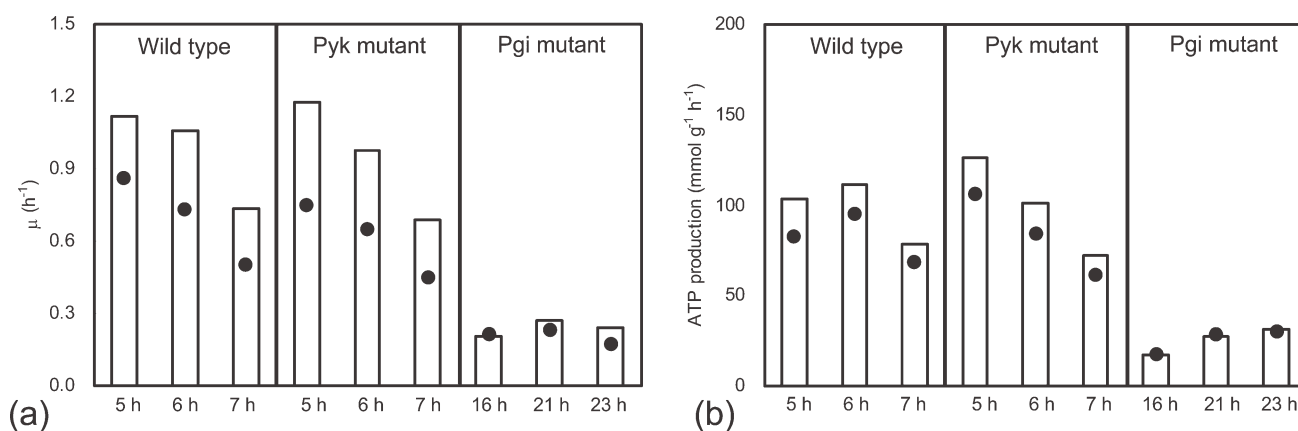 1.5
1.2
0.9
0.6
0.3
0.0
μ (h⁻¹)
Wild type Pyk mutant Pgi mutant
5 h 6 h 7 h 5 h 6 h 7 h 16 h 21 h 23 h
(a)
200
150
100
50
0
ATP production (mmol g⁻¹ h⁻¹)
Wild type Pyk mutant Pgi mutant
5 h 6 h 7 h 5 h 6 h 7 h 16 h 21 h 23 h
(b)